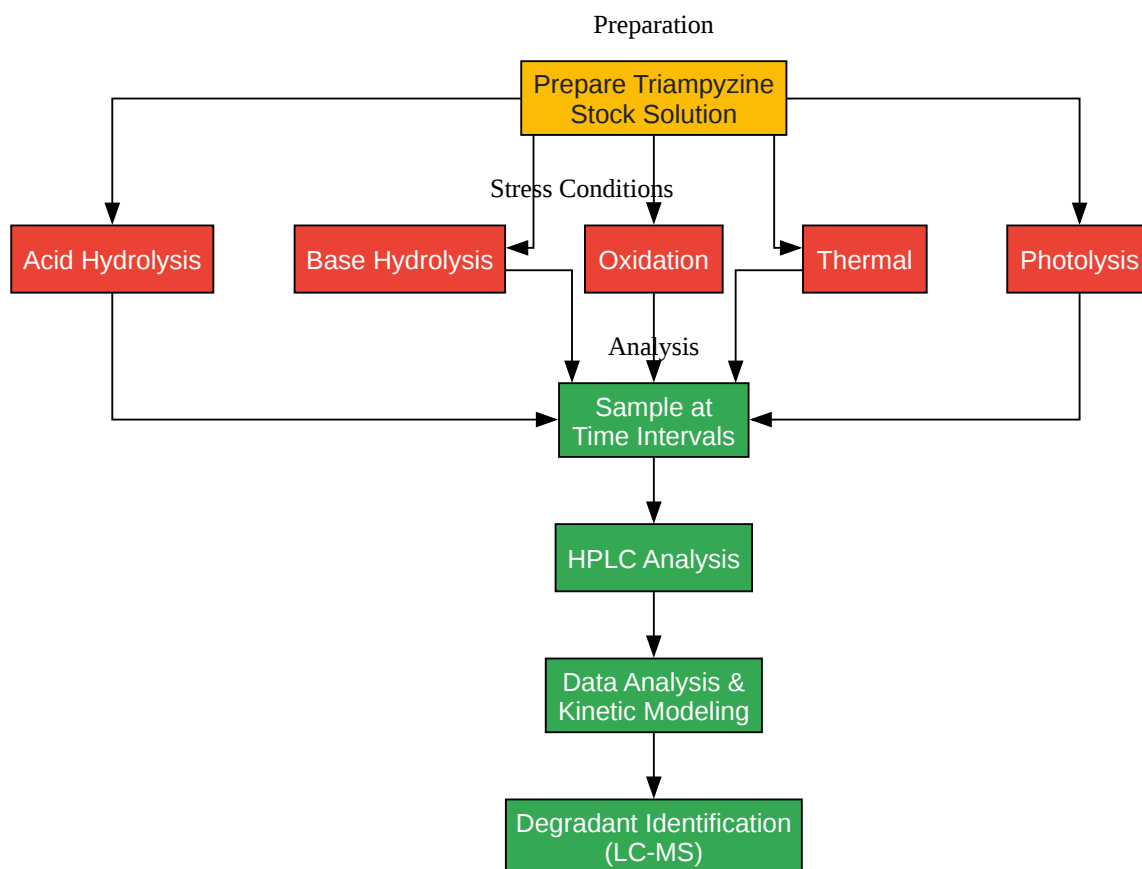 Preparation
Prepare Triampyzine
Stock Solution
Stress Conditions
Acid Hydrolysis
Base Hydrolysis
Oxidation
Thermal
Photolysis
Analysis
Sample at
Time Intervals
HPLC Analysis
Data Analysis &
Kinetic Modeling
Degradant Identification
(LC-MS)